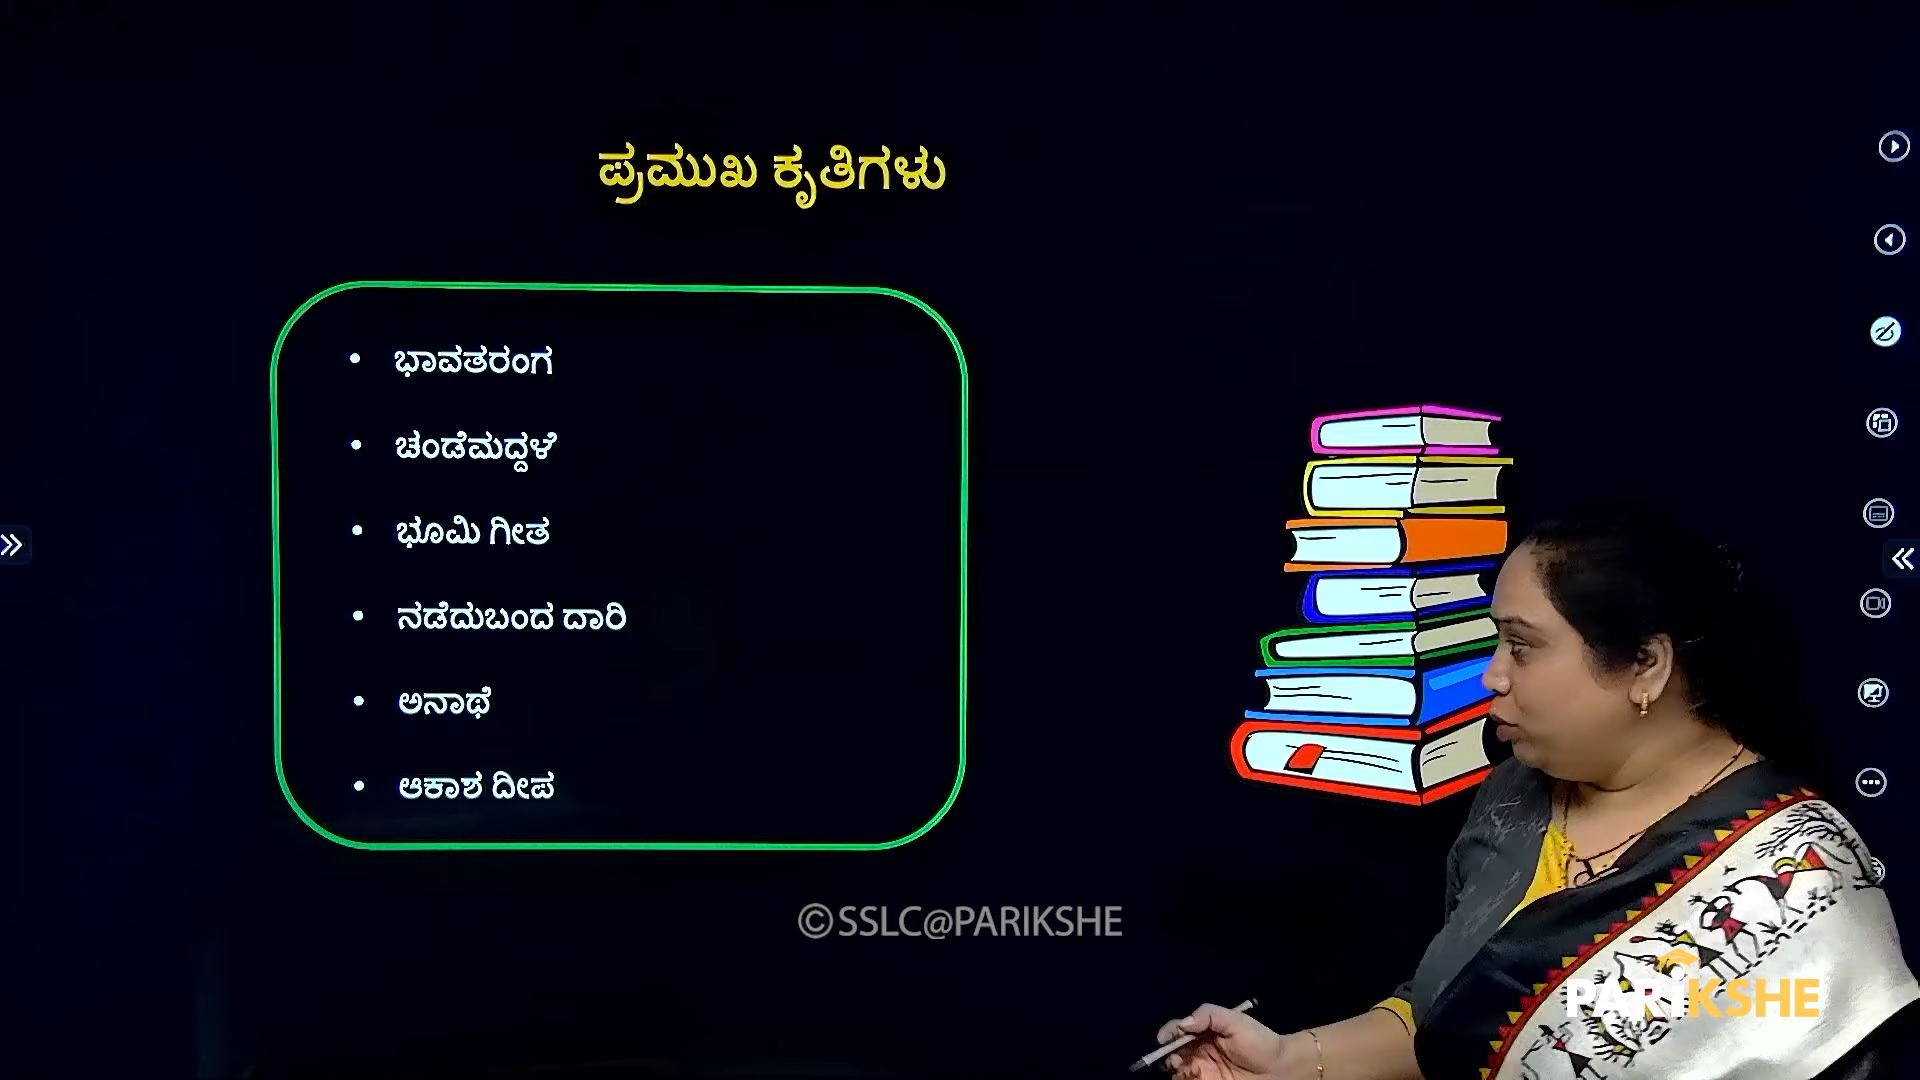 ಪ್ರಮುಖ ಕೃತಿಗಳು
• ಭಾವತರಂಗ
• ಚಂಡೆಮದ್ದಳೆ
• ಭೂಮಿ ಗೀತ
• ನಡೆದುಬಂದ ದಾರಿ
• ಅನಾಥೆ
• ಆಕಾಶ ದೀಪ
©SSLC@PARIKSHE
PARIKSHE